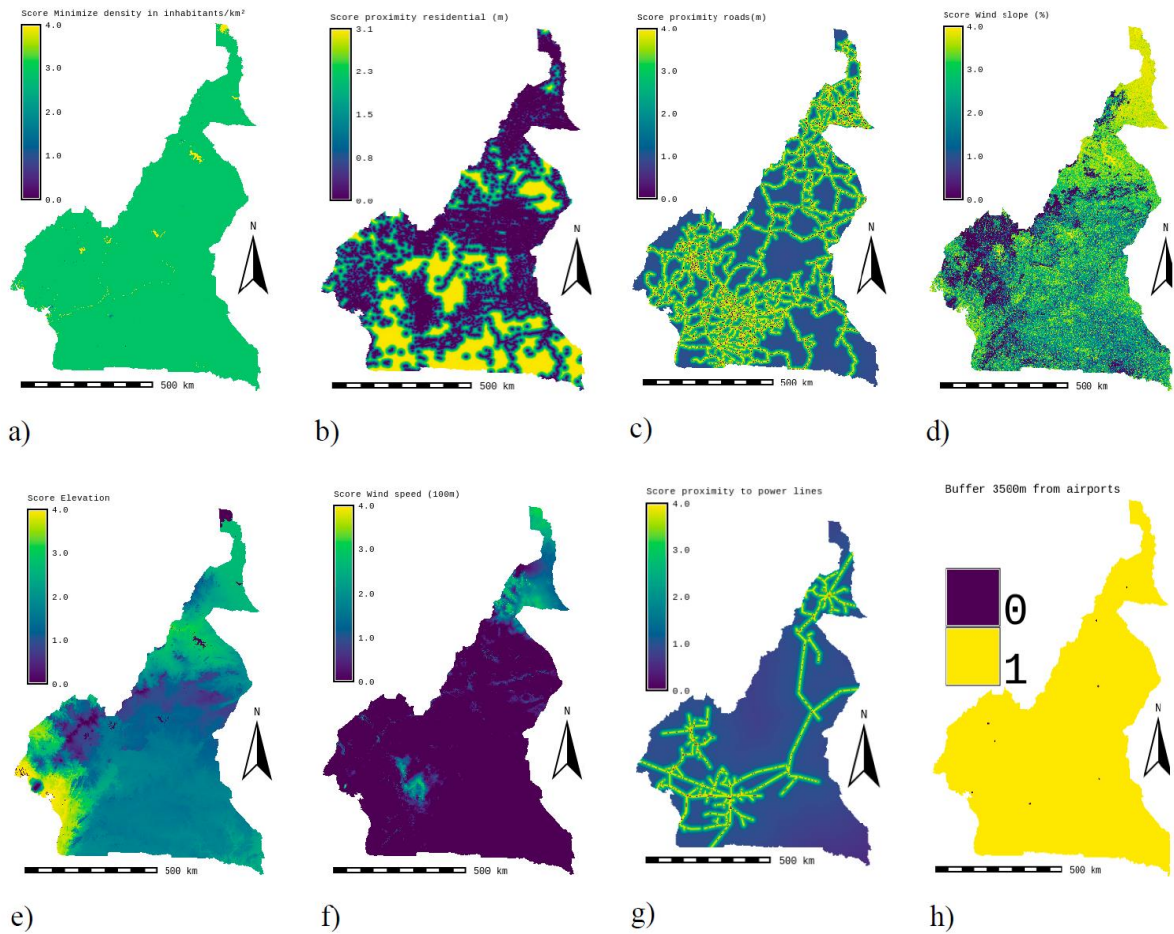 Score Minimize density in inhabitants/km²
4.0
3.0
2.0
1.0
0.0
N
500 km
a)
Score proximity residential (m)
3.1
2.3
1.5
0.8
0.0
N
500 km
b)
Score proximity roads(m)
4.0
3.0
2.0
1.0
0.0
N
500 km
c)
Score Wind slope (%)
4.0
3.0
2.0
1.0
0.0
N
500 km
d)
Score Elevation
4.0
3.0
2.0
1.0
0.0
N
500 km
e)
Score Wind speed (100m)
4.0
3.0
2.0
1.0
0.0
N
500 km
f)
Score proximity to power lines
4.0
3.0
2.0
1.0
0.0
N
500 km
g)
Buffer 3500m from airports
0
1
N
500 km
h)